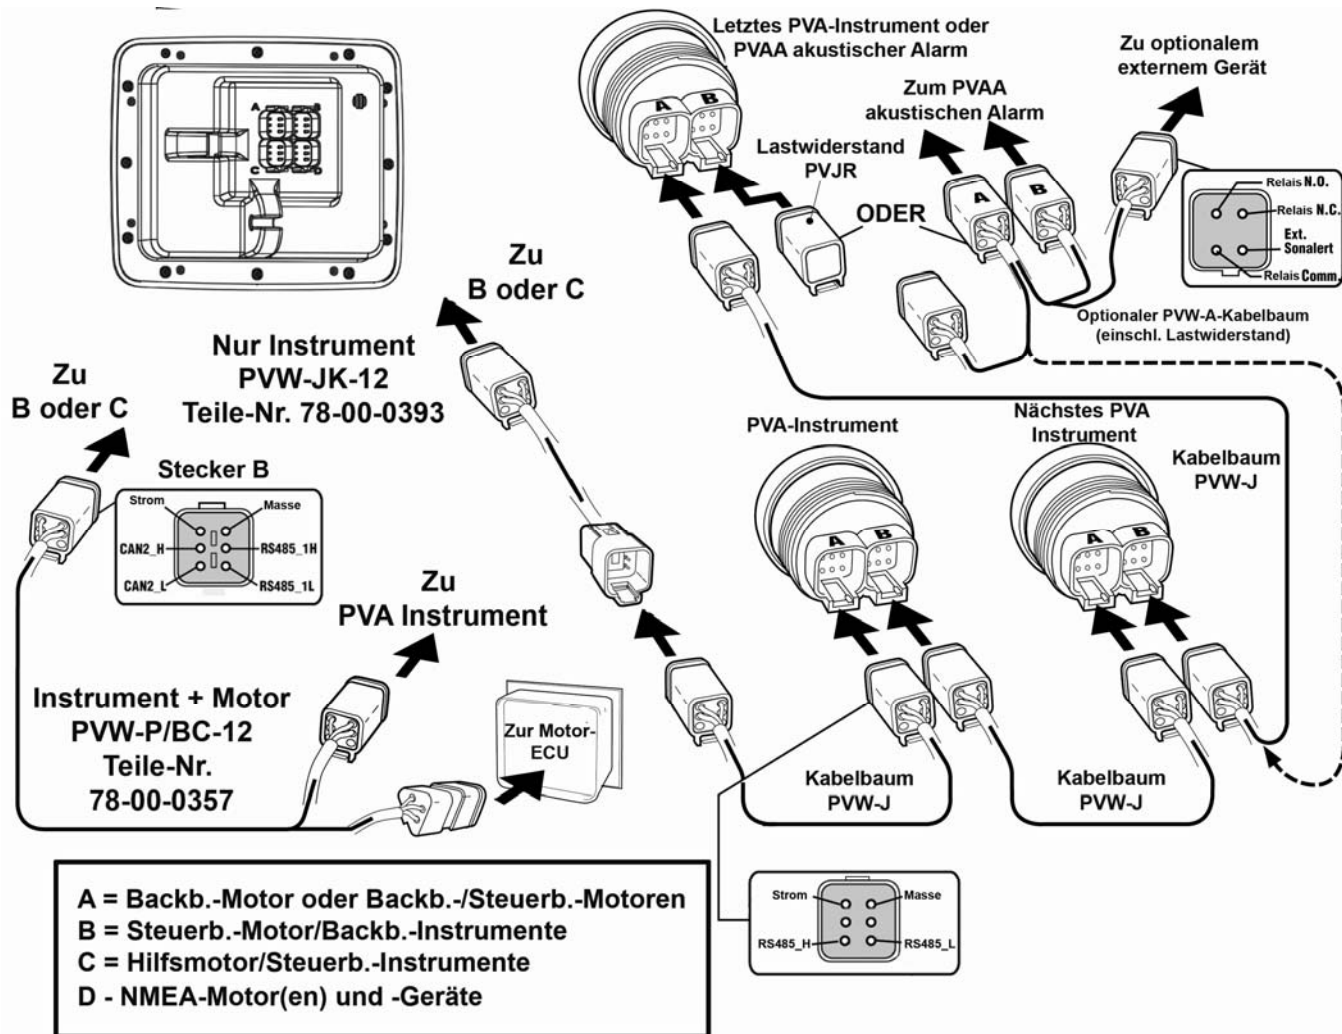 A
B
C
D
Letztes PVA-Instrument oder
PVAA akustischer Alarm
A
B
Zum PVAA
akustischen Alarm
Zu optionalem
externem Gerät
Lastwiderstand
PVJR
ODER
A
B
Relais N.O.
Relais N.C.
Ext.
Sonalert
Relais Comm.
Optionaler PVW-A-Kabelbaum
(einschl. Lastwiderstand)
Zu
B oder C
Nur Instrument
PVW-JK-12
Teile-Nr. 78-00-0393
Zu
B oder C
Stecker B
Strom
Masse
CAN2_H
RS485_1H
CAN2_L
RS485_1L
Zu
PVA Instrument
Instrument + Motor
PVW-P/BC-12
Teile-Nr.
78-00-0357
Zur Motor-
ECU
PVA-Instrument
A
B
Nächstes PVA
Instrument
A
B
Kabelbaum
PVW-J
Kabelbaum
PVW-J
Kabelbaum
PVW-J
Strom
Masse
RS485_H
RS485_L
A = Backb.-Motor oder Backb.-/Steuerb.-Motoren
B = Steuerb.-Motor/Backb.-Instrumente
C = Hilfsmotor/Steuerb.-Instrumente
D - NMEA-Motor(en) und -Geräte